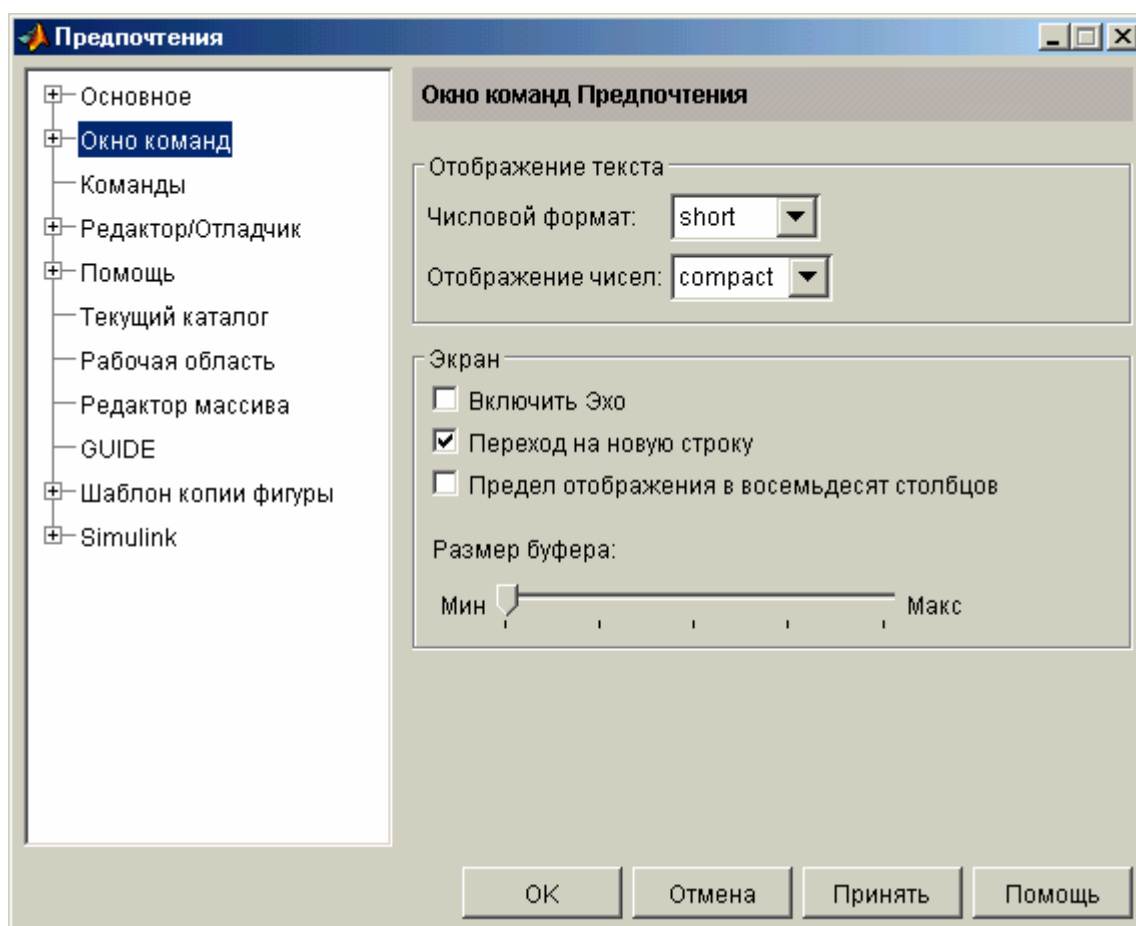 Предпочтения
Основное
Окно команд
Команды
Редактор/Отладчик
Помощь
Текущий каталог
Рабочая область
Редактор массива
GUIDE
Шаблон копии фигуры
Simulink
Окно команд Предпочтения
Отображение текста
Числовой формат: short
Отображение чисел: compact
Экран
Включить Эхо
Переход на новую строку
Предел отображения в восемьдесят столбцов
Размер буфера:
Мин Макс
OK Отмена Принять Помощь